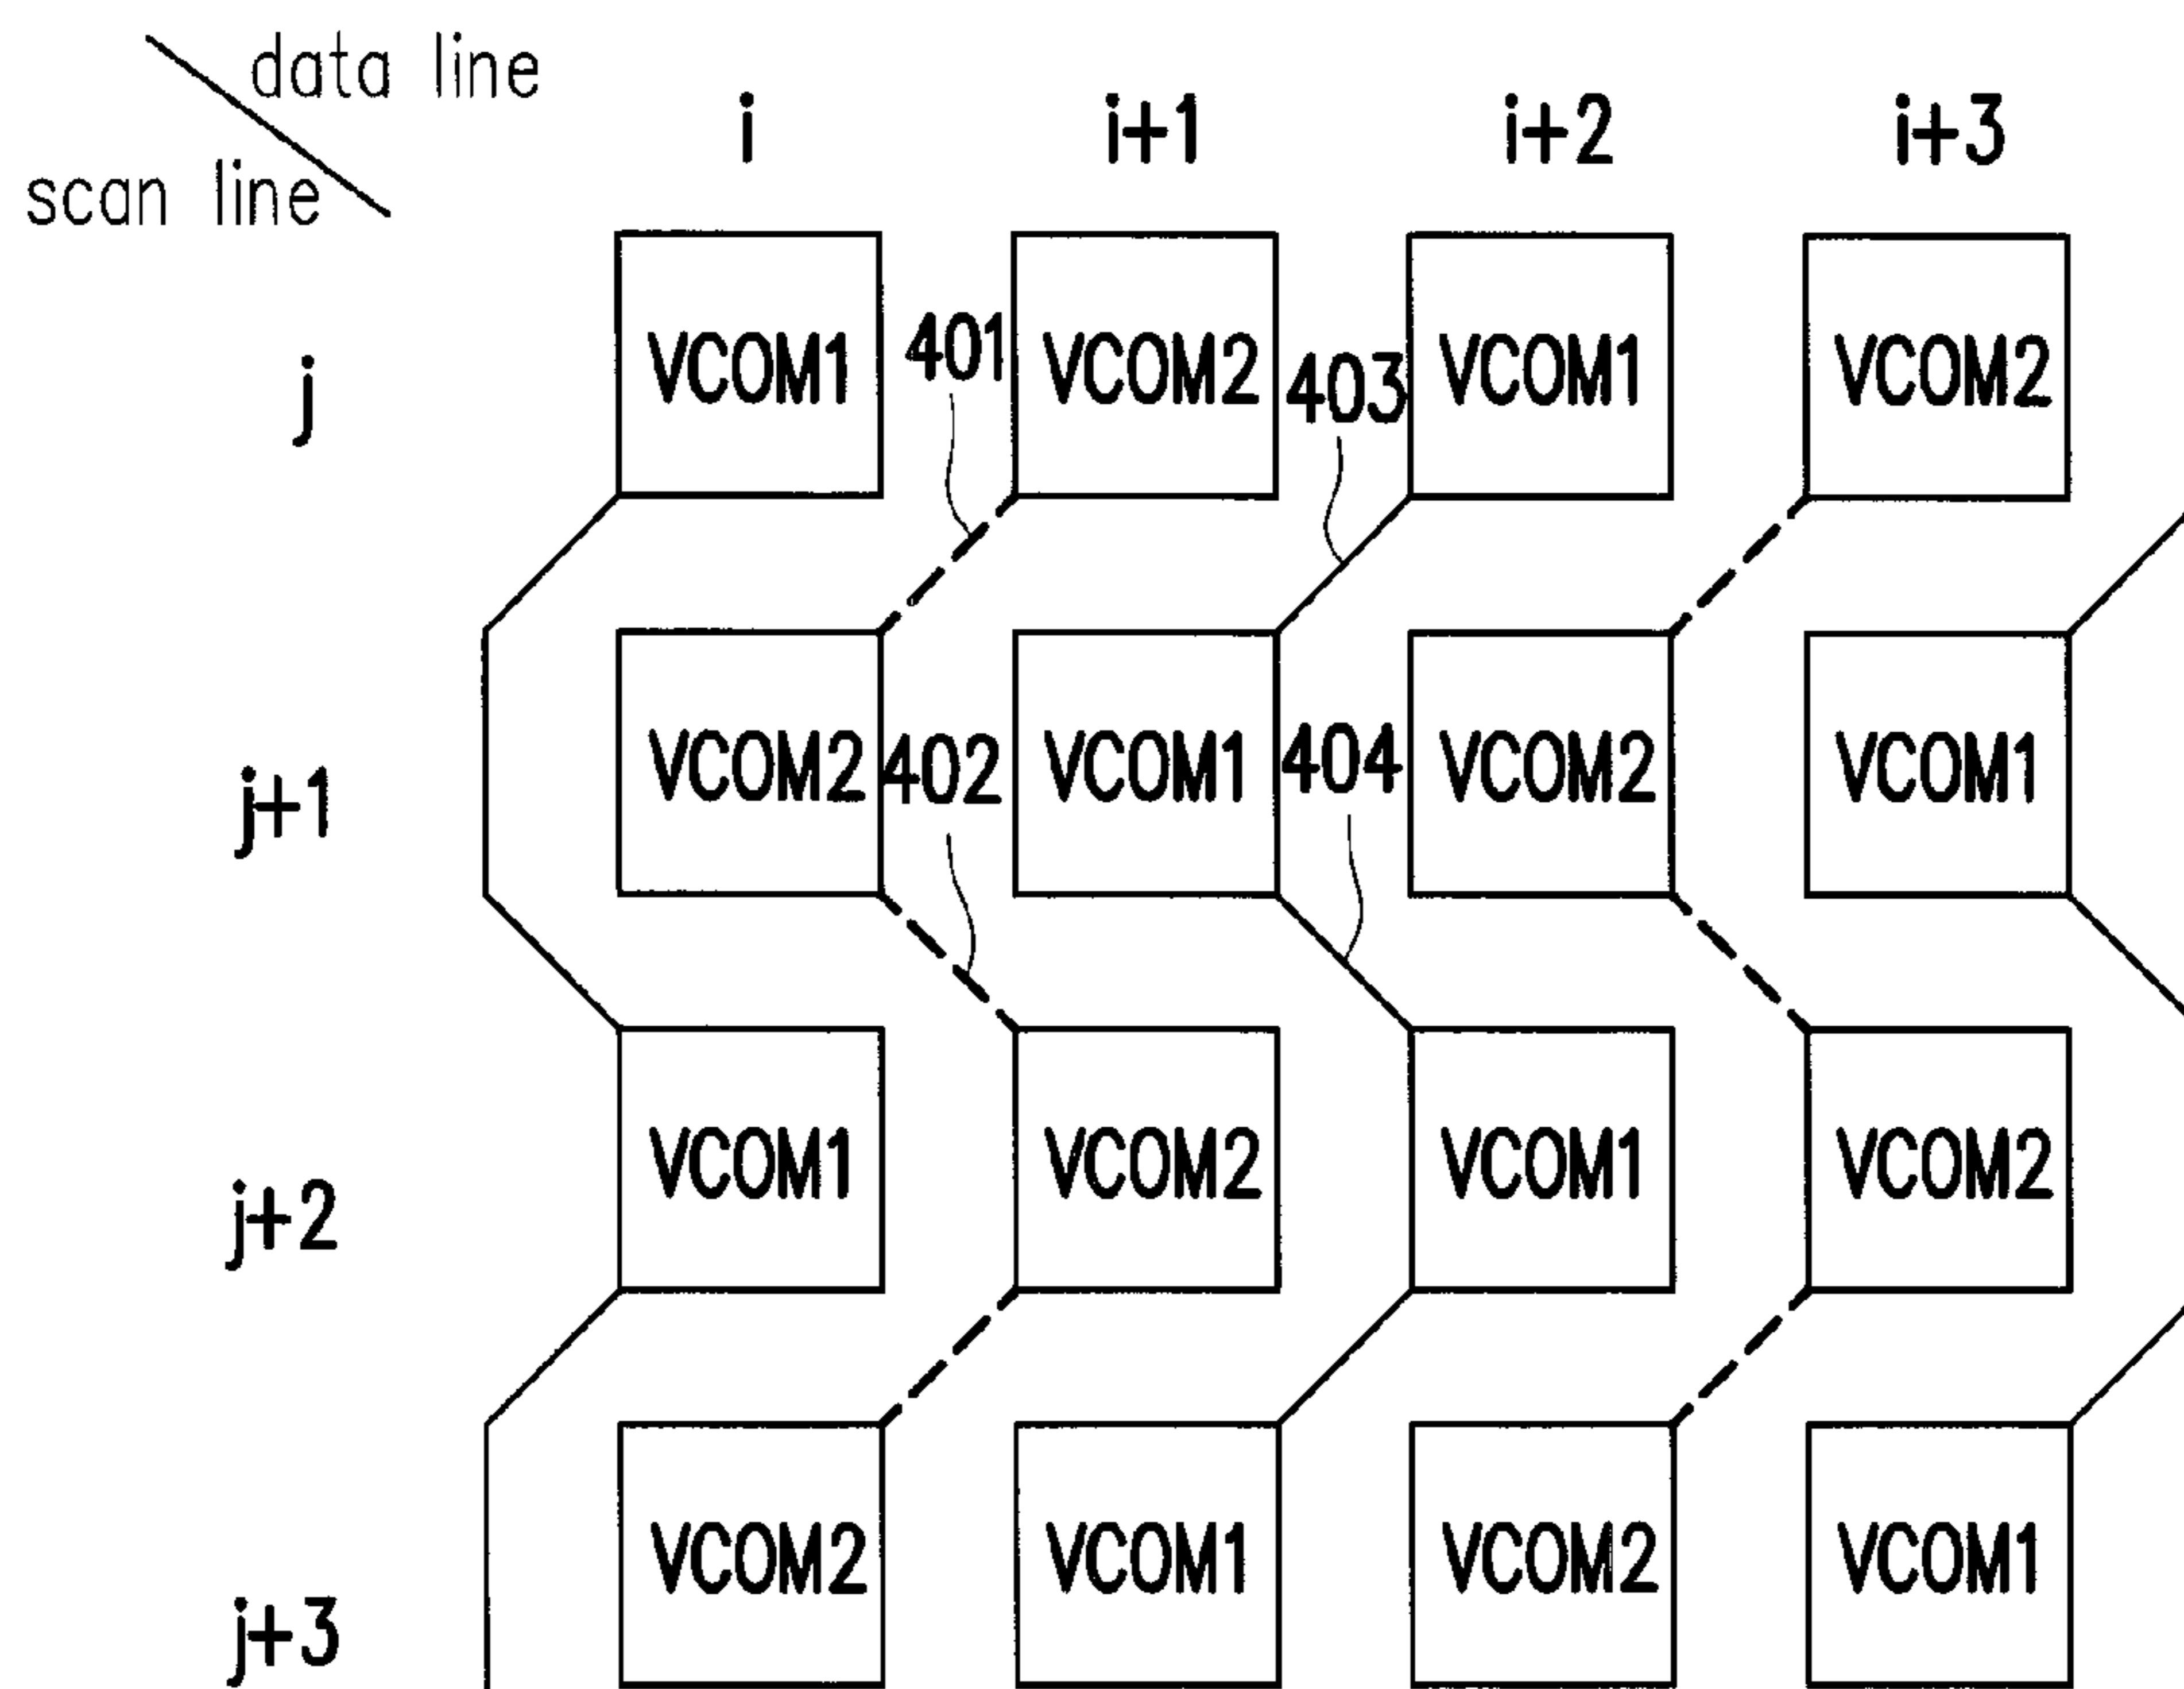 data line
scan line
i i+1 i+2 i+3
j VCOM1 401 VCOM2 403 VCOM1 VCOM2
j+1 VCOM2 402 VCOM1 404 VCOM2 VCOM1
j+2 VCOM1 VCOM2 VCOM1 VCOM2
j+3 VCOM2 VCOM1 VCOM2 VCOM1